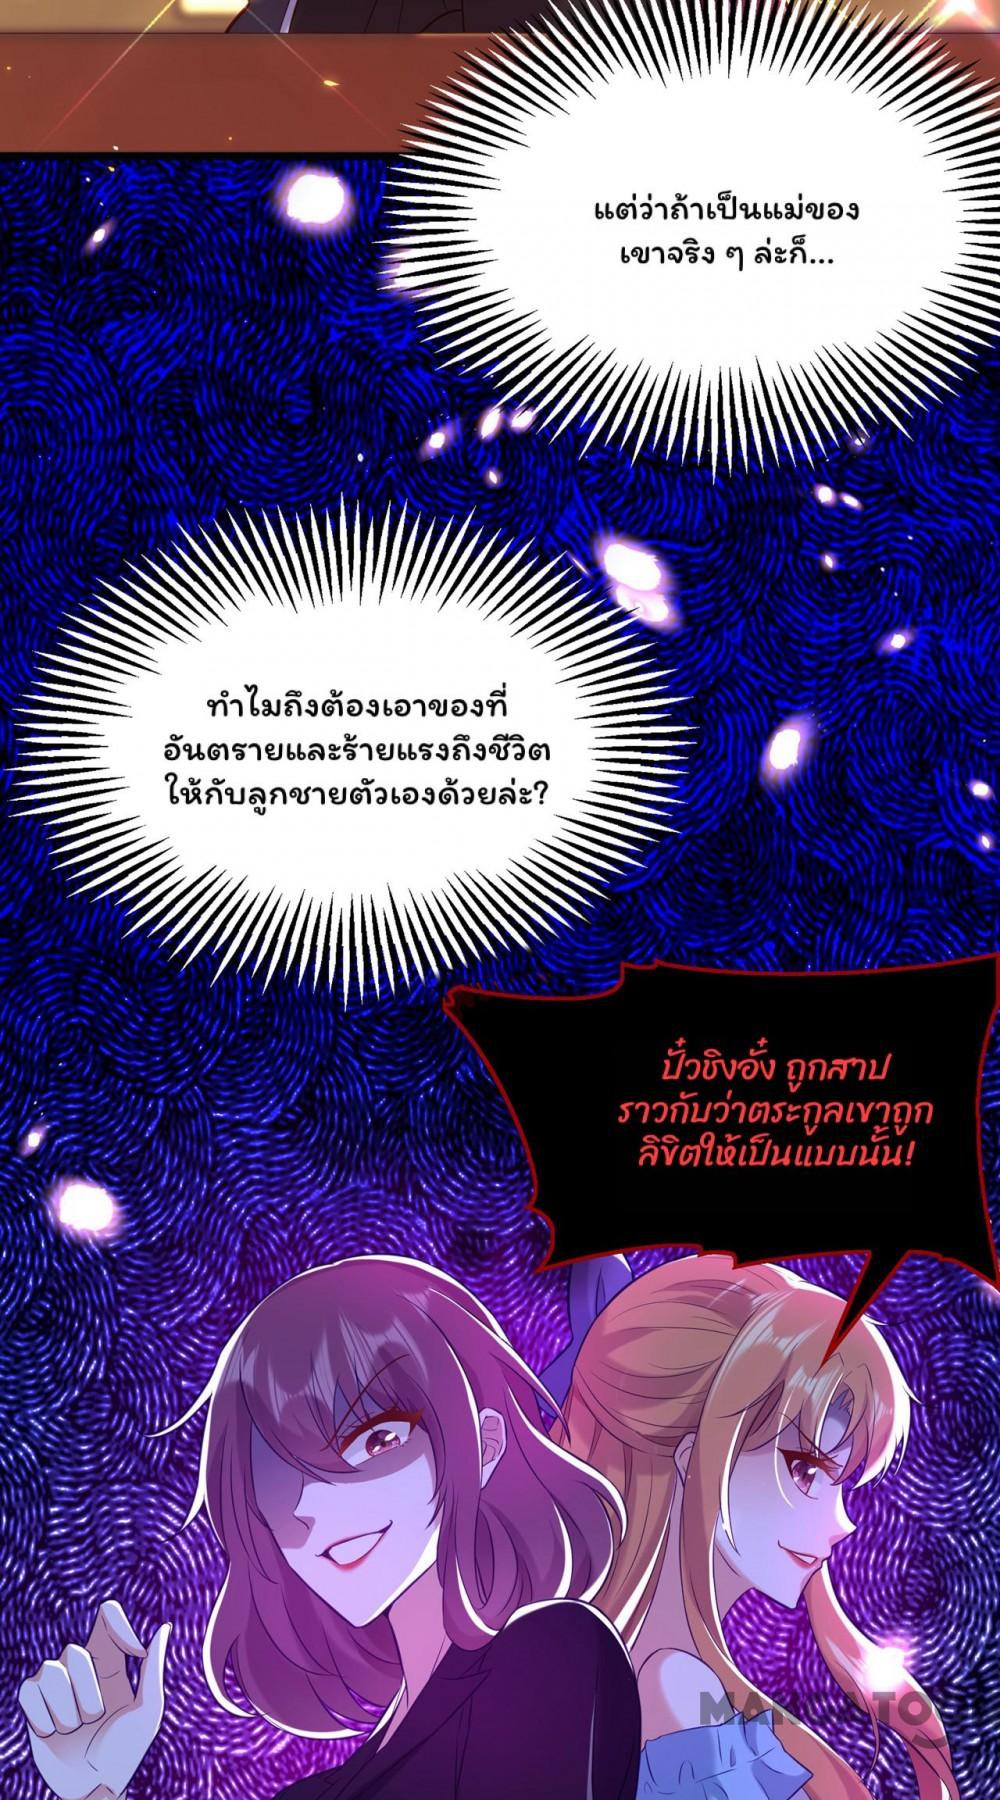 แต่ว่าถ้าเป็นแม่ของ
เขาจริง ๆ ล่ะก็...
ทำไมถึงต้องเอาของที่
อันตรายและร้ายแรงถึงชีวิต
ให้กับลูกชายตัวเองด้วยล่ะ?
ปั๋วชิงอั๋ง ถูกสาป
ราวกับว่าตระกูลเขาถูก
ลิขิตให้เป็นแบบนั้น!
MANGATOON